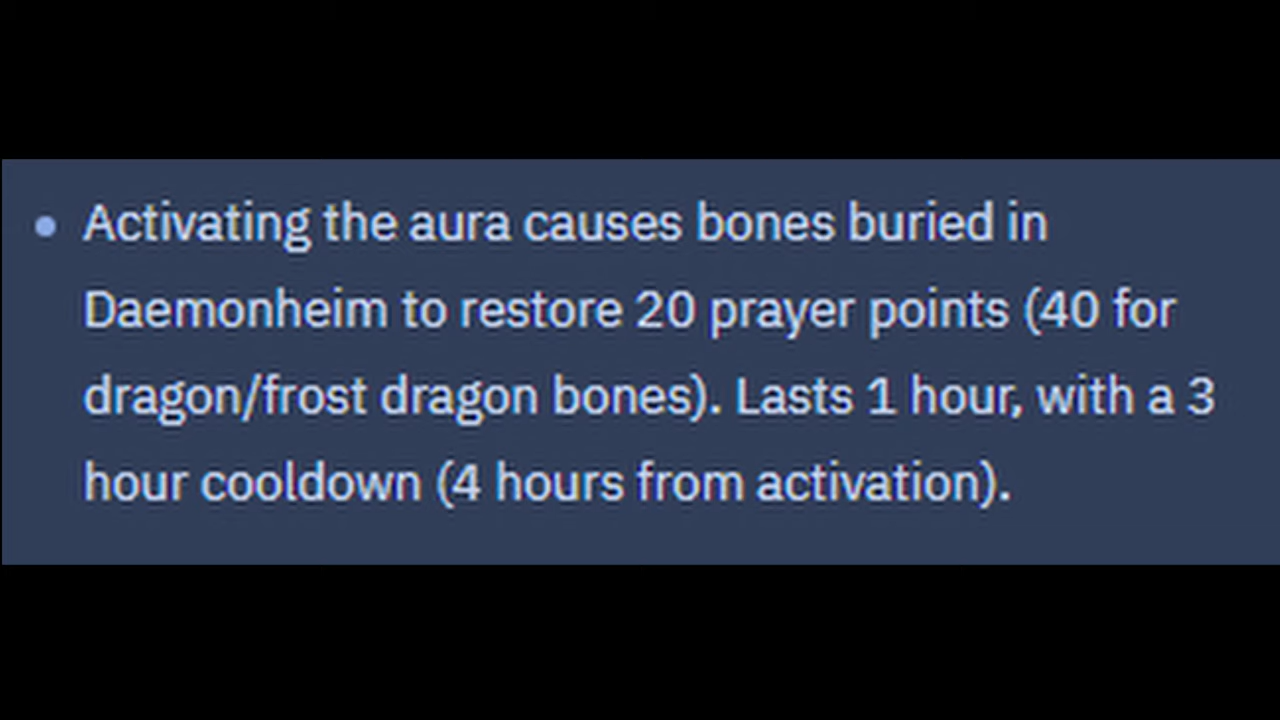 Activating the aura causes bones buried in
Daemonheim to restore 20 prayer points (40 for
dragon/frost dragon bones). Lasts 1 hour, with a 3
hour cooldown (4 hours from activation).